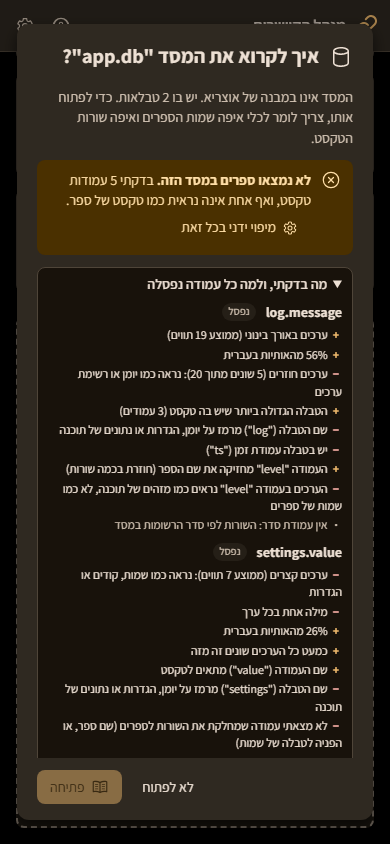 מנהל הקישורים
איך לקרוא את המסד "app.db"?
המסד אינו במבנה של אוצריא. יש בו 2 טבלאות. כדי לפתוח
אותו, צריך לומר לכלי איפה שמות הספרים ואיפה שורות
הטקסט.
לא נמצאו ספרים במסד הזה. בדקתי 5 עמודות
טקסט, ואף אחת אינה נראית כמו טקסט של ספר.
מיפוי ידני בכל זאת
▼ מה בדקתי, ולמה כל עמודה נפסלה
log.message נפסל
+ ערכים באורך בינוני (ממוצע 19 תווים)
+ 56% מהאותיות בעברית
− ערכים חוזרים (5 שונים מתוך 20): נראה כמו יומן או רשימת
ערכים
+ הטבלה הגדולה ביותר שיש בה טקסט (3 עמודים)
− שם הטבלה ("log") מרמז על יומן, הגדרות או נתונים של תוכנה
− יש בטבלה עמודת זמן ("ts")
+ העמודה "level" מחזיקה את שם הספר (חוזרת בכמה שורות)
− הערכים בעמודה "level" נראים כמו מזהים של תוכנה, לא כמו
שמות של ספרים
· אין עמודת סדר: השורות לפי סדר הרשומות במסד
settings.value נפסל
− ערכים קצרים (ממוצע 7 תווים): נראה כמו שמות, קודים או
הגדרות
− מילה אחת בכל ערך
+ 26% מהאותיות בעברית
+ כמעט כל הערכים שונים זה מזה
+ שם העמודה ("value") מתאים לטקסט
− שם הטבלה ("settings") מרמז על יומן, הגדרות או נתונים של
תוכנה
− לא מצאתי עמודה שמחלקת את השורות לספרים (שם ספר, או
הפניה לטבלה של שמות)
לא לפתוח
פתיחה